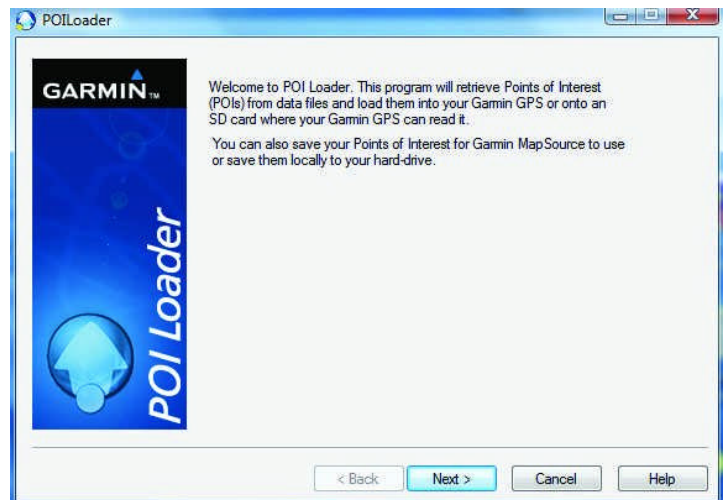 POILoader
GARMIN™
Welcome to POI Loader. This program will retrieve Points of Interest
(POIs) from data files and load them into your Garmin GPS or onto an
SD card where your Garmin GPS can read it.
You can also save your Points of Interest for Garmin MapSource to use
or save them locally to your hard-drive.
POI Loader
< Back
Next >
Cancel
Help